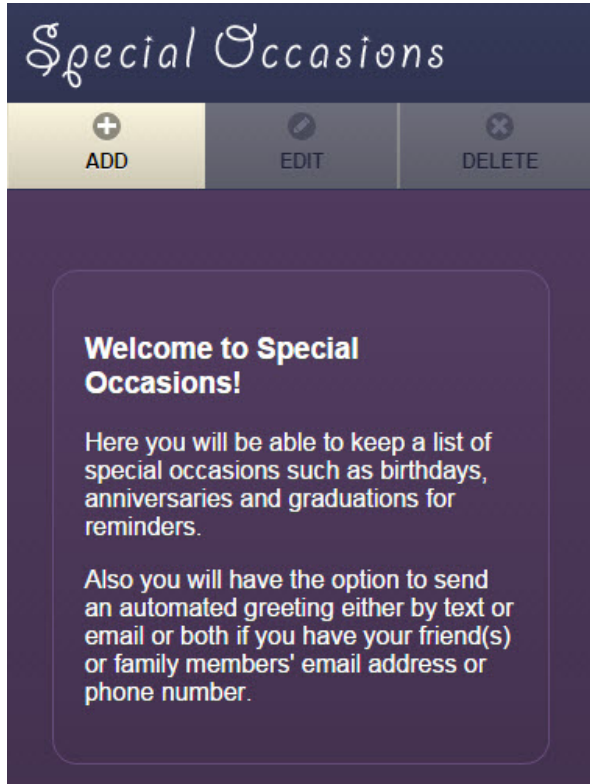 Special Occasions
ADD EDIT DELETE
Welcome to Special
Occasions!
Here you will be able to keep a list of
special occasions such as birthdays,
anniversaries and graduations for
reminders.
Also you will have the option to send
an automated greeting either by text or
email or both if you have your friend(s)
or family members' email address or
phone number.